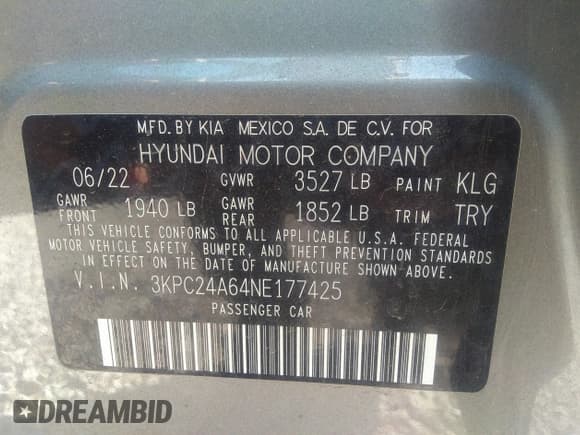 MFD. BY KIA MEXICO S.A. DE C.V. FOR
HYUNDAI MOTOR COMPANY
06/22 GVWR 3527 LB PAINT KLG
GAWR FRONT 1940 LB GAWR REAR 1852 LB TRIM TRY
THIS VEHICLE CONFORMS TO ALL APPLICABLE U.S.A. FEDERAL
MOTOR VEHICLE SAFETY, BUMPER, AND THEFT PREVENTION STANDARDS
IN EFFECT ON THE DATE OF MANUFACTURE SHOWN ABOVE.
V.I.N. 3KPC24A64NE177425
PASSENGER CAR
DREAMBID